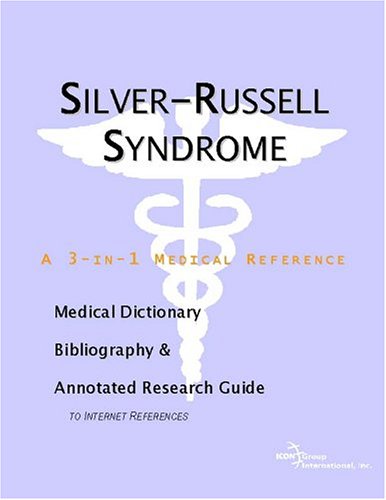 SILVER–RUSSELL
SYNDROME
A 3-IN-1 MEDICAL REFERENCE
Medical Dictionary
Bibliography &
Annotated Research Guide
TO INTERNET REFERENCES
ICON Group
International, Inc.